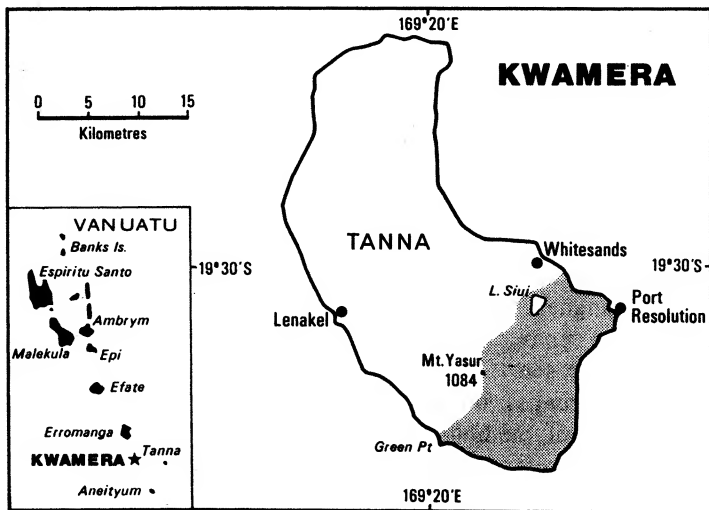 169°20'E
KWAMERA
0 5 10 15
Kilometres
VANUATU
Banks Is.
Espiritu Santo
Ambrym
Malekula
Epi
Efate
Erromanga
KWAMERA★ Tanna
Aneityum
TANNA
Whitesands
19°30'S
19°30'S
L. Siui
Port
Resolution
Lenakel
Mt. Yasur
1084
Green Pt
169°20'E